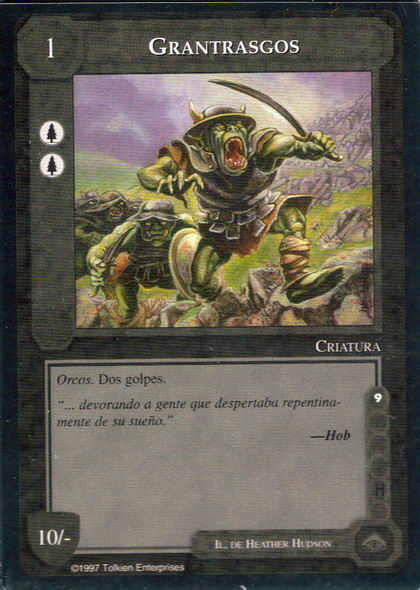 1
GRANTRASGOS
CRIATURA
Orcos. Dos golpes.
“... devorando a gente que despertaba repentina-
mente de su sueño.”
—Hob
9
10/-
IL. DE HEATHER HUDSON
©1997 Tolkien Enterprises